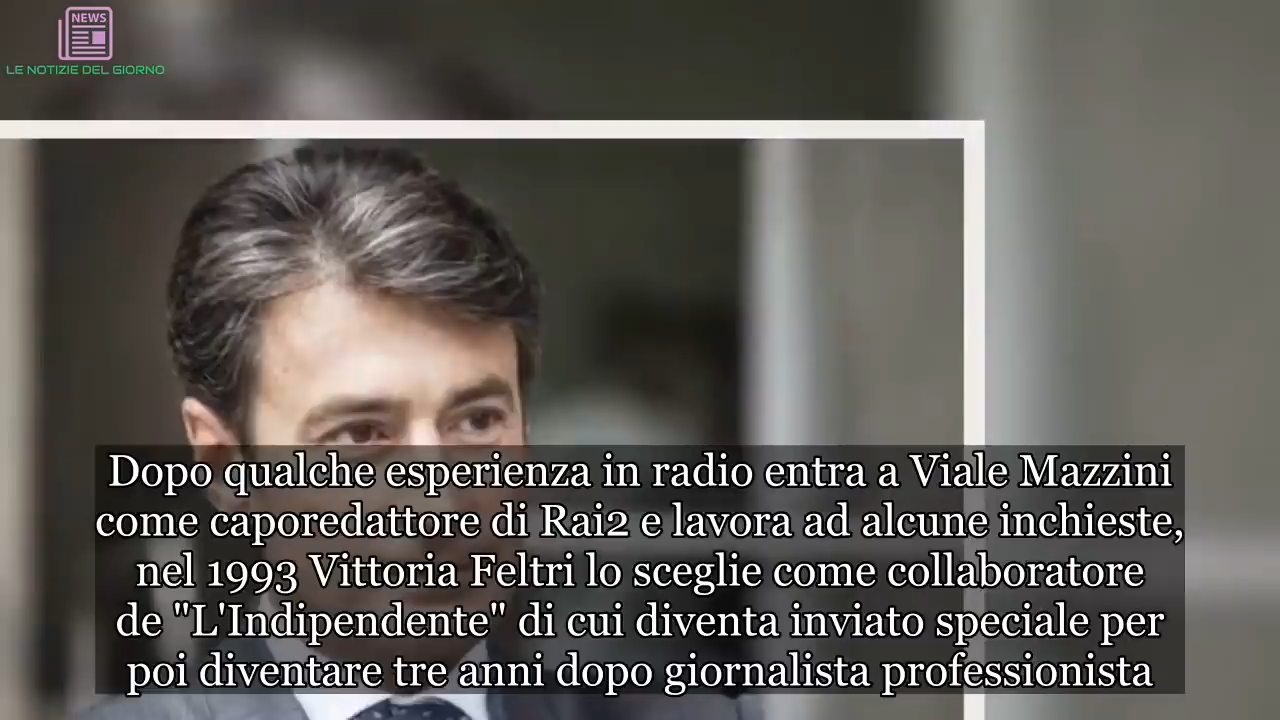 NEWS
LE NOTIZIE DEL GIORNO
Dopo qualche esperienza in radio entra a Viale Mazzini
come caporedattore di Rai2 e lavora ad alcune inchieste,
nel 1993 Vittoria Feltri lo sceglie come collaboratore
de "L'Indipendente" di cui diventa inviato speciale per
poi diventare tre anni dopo giornalista professionista